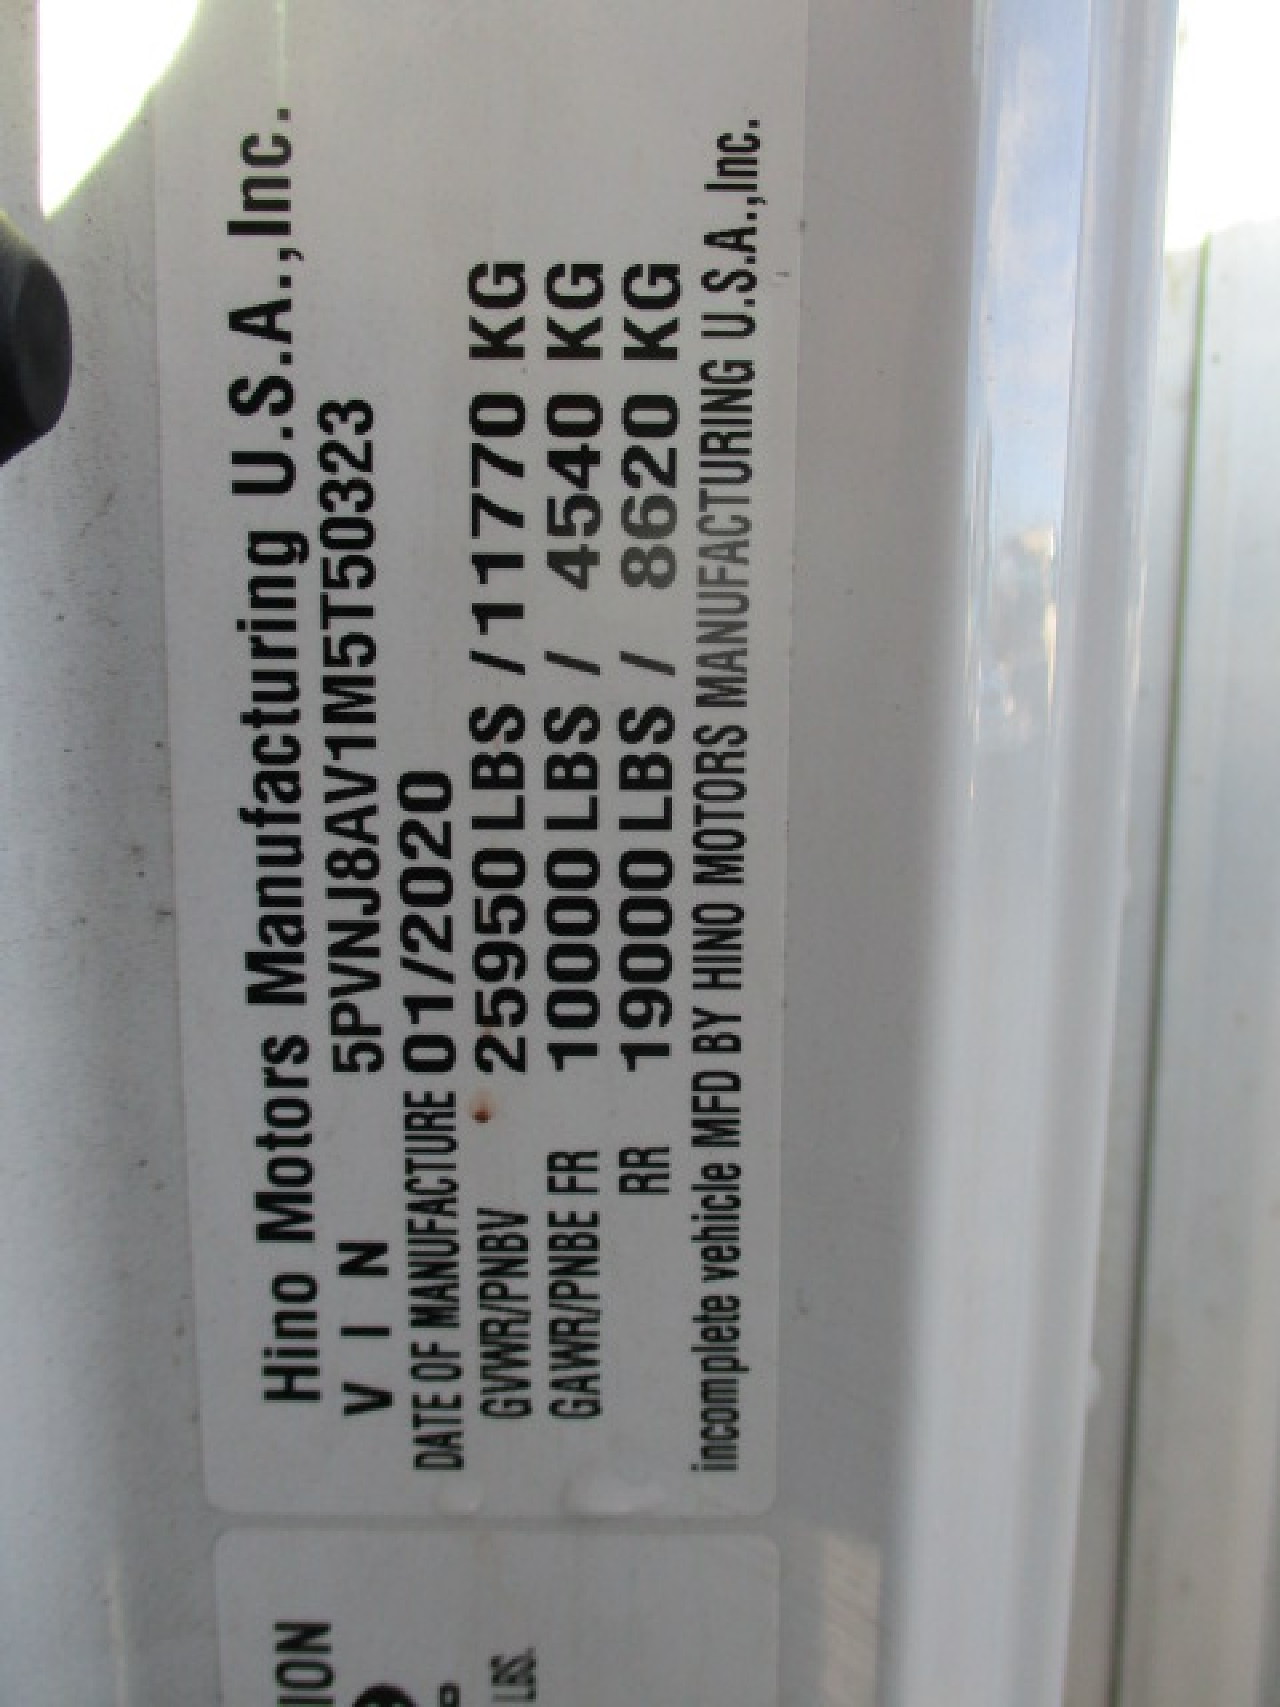 Hino Motors Manufacturing U.S.A.,Inc.
V I N 5PVNJ8AV1M5T50323
DATE OF MANUFACTURE 01/2020
GVWR/PNBV 25950 LBS / 11770 KG
GAWR/PNBE FR 10000 LBS / 4540 KG
RR 19000 LBS / 8620 KG
incomplete vehicle MFD BY HINO MOTORS MANUFACTURING U.S.A.,Inc.
LBS.